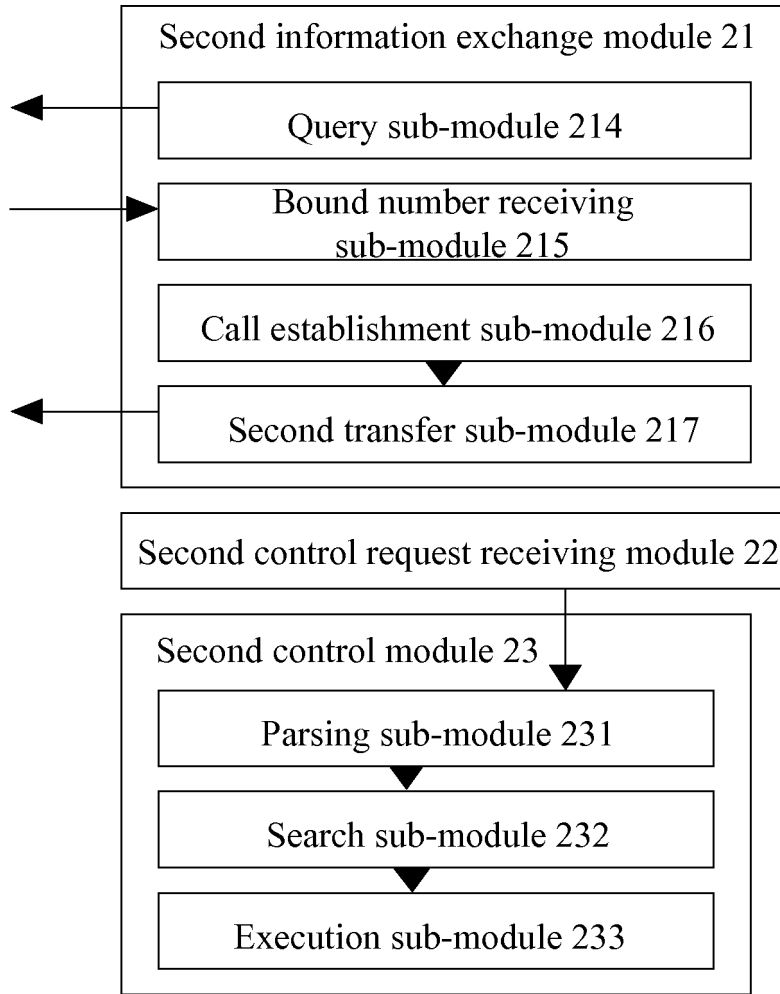 Second information exchange module 21
Query sub-module 214
Bound number receiving
sub-module 215
Call establishment sub-module 216
Second transfer sub-module 217
Second control request receiving module 22
Second control module 23
Parsing sub-module 231
Search sub-module 232
Execution sub-module 233